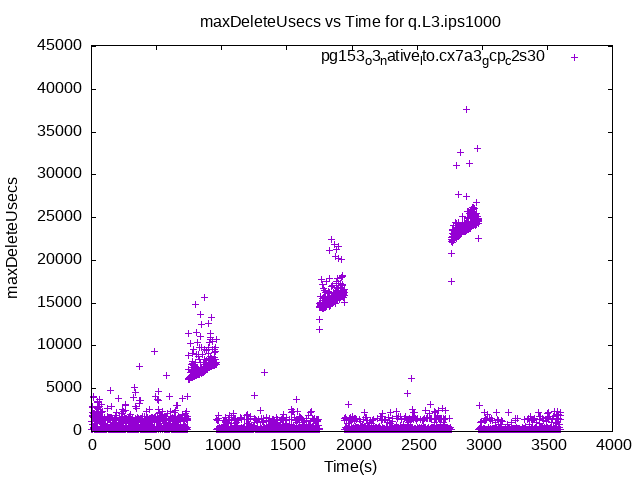 maxDeleteUsecs vs Time for q.L3.ips1000
pg153o3native_lto.cx7a3gcpc2s30
45000
40000
35000
30000
25000
20000
15000
10000
5000
0
maxDeleteUsecs
0 500 1000 1500 2000 2500 3000 3500 4000
Time(s)